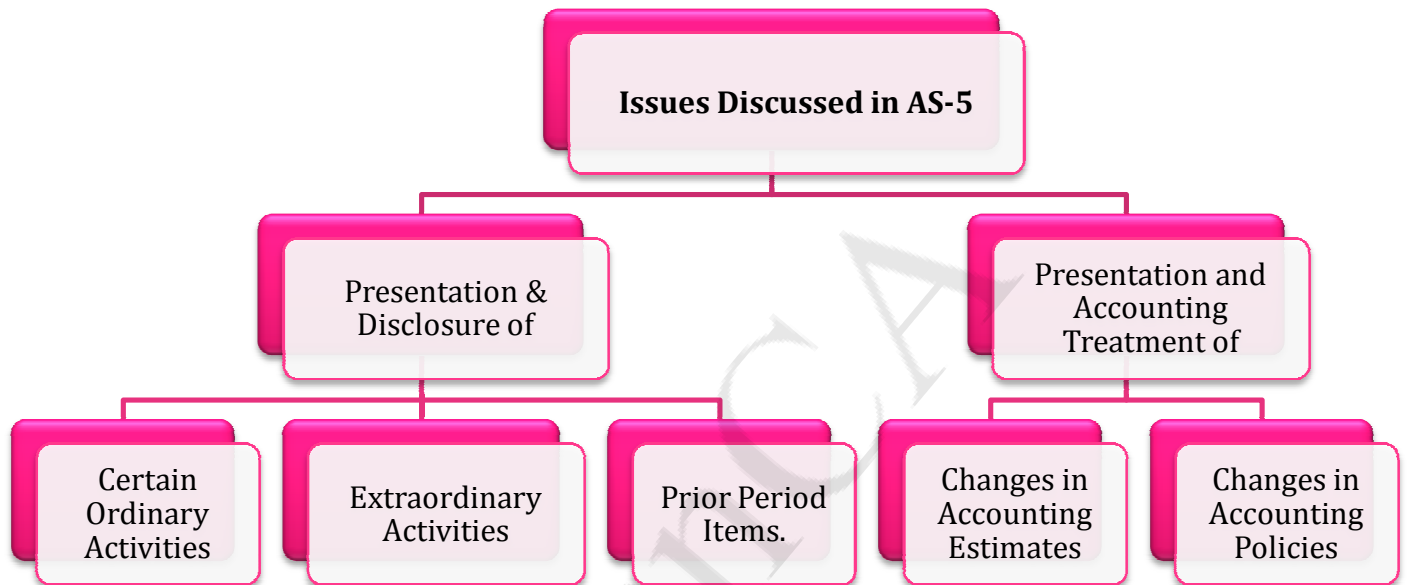 Issues Discussed in AS-5
Presentation &
Disclosure of
Presentation and
Accounting
Treatment of
Certain
Ordinary
Activities
Extraordinary
Activities
Prior Period
Items.
Changes in
Accounting
Estimates
Changes in
Accounting
Policies